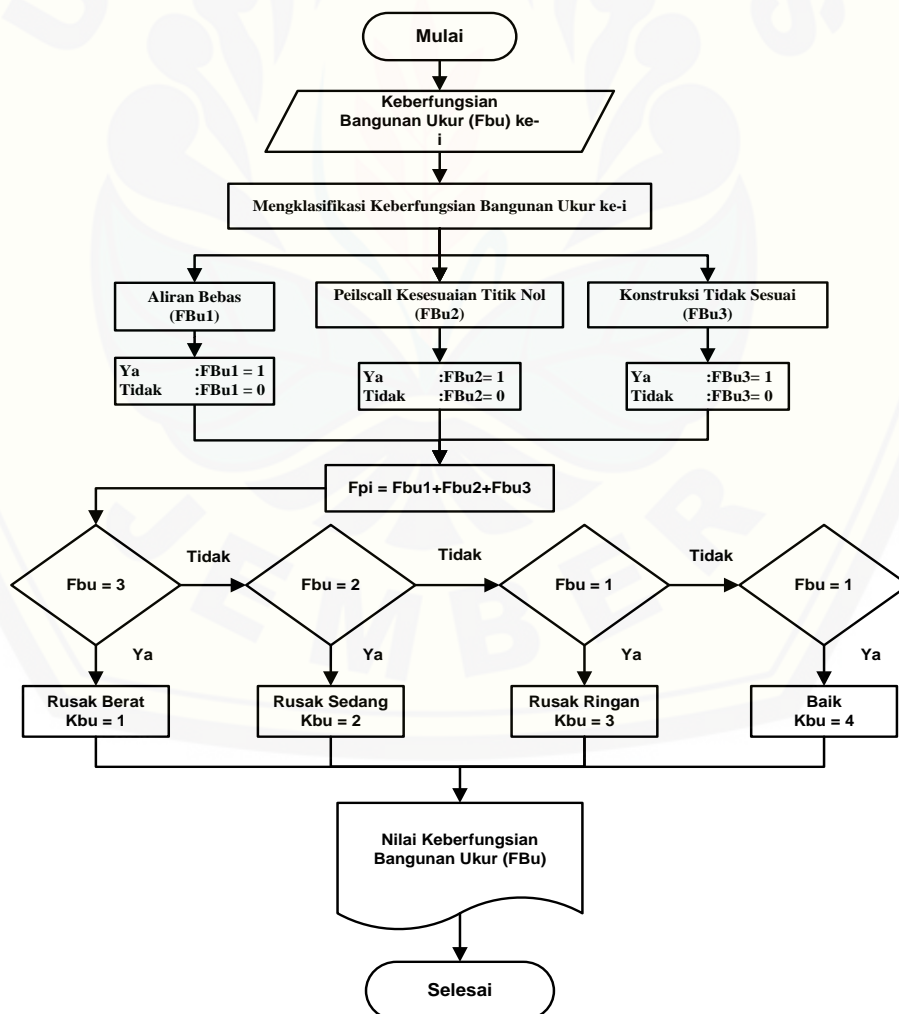 Mulai
Keberfungsian
Bangunan Ukur (Fbu) ke-
i
Mengklasifikasi Keberfungsian Bangunan Ukur ke-i
Aliran Bebas
(FBu1)
Peilscall Kesesuaian Titik Nol
(FBu2)
Konstruksi Tidak Sesuai
(FBu3)
Ya :FBu1 = 1
Tidak :FBu1 = 0
Ya :FBu2= 1
Tidak :FBu2= 0
Ya :FBu3= 1
Tidak :FBu3= 0
Fpi = Fbu1+Fbu2+Fbu3
Fbu = 3
Tidak
Fbu = 2
Tidak
Fbu = 1
Tidak
Fbu = 1
Ya
Ya
Ya
Ya
Rusak Berat
Kbu = 1
Rusak Sedang
Kbu = 2
Rusak Ringan
Kbu = 3
Baik
Kbu = 4
Nilai Keberfungsian
Bangunan Ukur (FBu)
Selesai
JEMBER